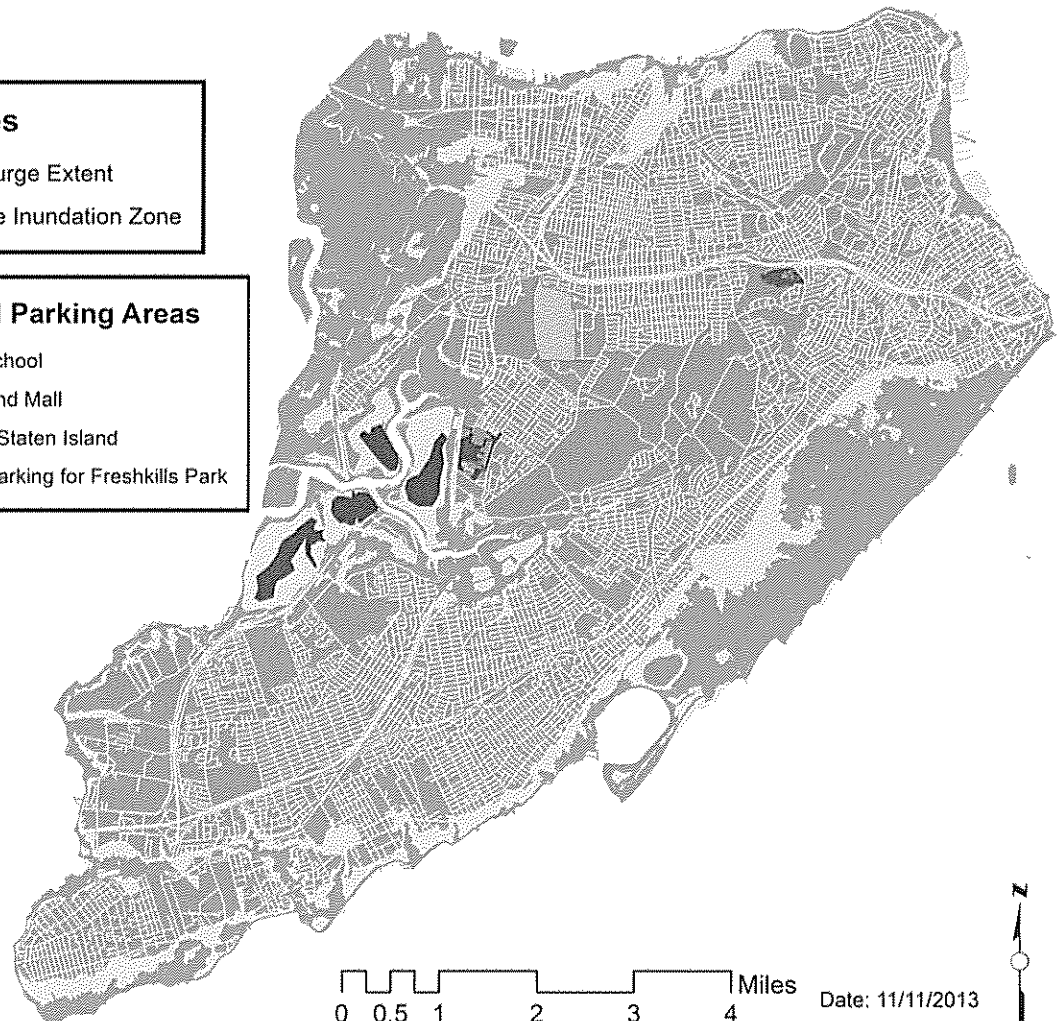 es
urge Extent
e Inundation Zone
Parking Areas
chool
nd Mall
Staten Island
arking for Freshkills Park
Miles
0 0.5 1 2 3 4
Date: 11/11/2013
N